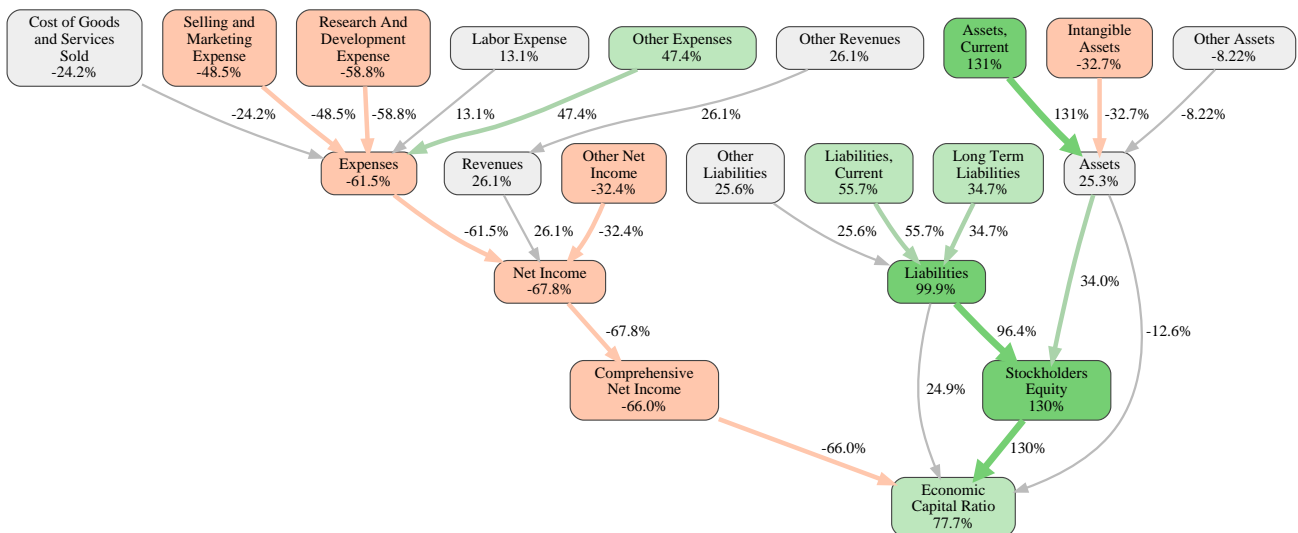 Cost of Goods
and Services
Sold
-24.2%
Selling and
Marketing
Expense
-48.5%
Research And
Development
Expense
-58.8%
Labor Expense
13.1%
Other Expenses
47.4%
Other Revenues
26.1%
Assets,
Current
131%
Intangible
Assets
-32.7%
Other Assets
-8.22%
-24.2%
-48.5%
-58.8%
13.1%
47.4%
26.1%
131%
-32.7%
-8.22%
Expenses
-61.5%
Revenues
26.1%
Other Net
Income
-32.4%
Other
Liabilities
25.6%
Liabilities,
Current
55.7%
Long Term
Liabilities
34.7%
Assets
25.3%
-61.5%
26.1%
-32.4%
25.6%
55.7%
34.7%
Net Income
-67.8%
Liabilities
99.9%
34.0%
-67.8%
96.4%
-12.6%
Comprehensive
Net Income
-66.0%
24.9%
Stockholders
Equity
130%
-66.0%
130%
Economic
Capital Ratio
77.7%